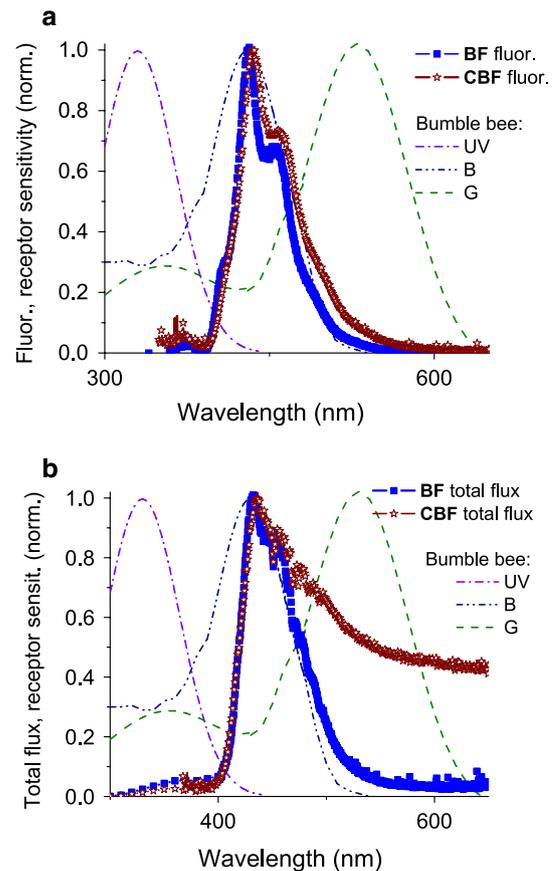 a
Fluor., receptor sensitivity (norm.)
1.0
0.8
0.6
0.4
0.2
0.0
300
600
Wavelength (nm)
BF fluor.
CBF fluor.
Bumble bee:
UV
B
G
b
Total flux, receptor sensit. (norm.)
1.0
0.8
0.6
0.4
0.2
0.0
400
600
Wavelength (nm)
BF total flux
CBF total flux
Bumble bee:
UV
B
G